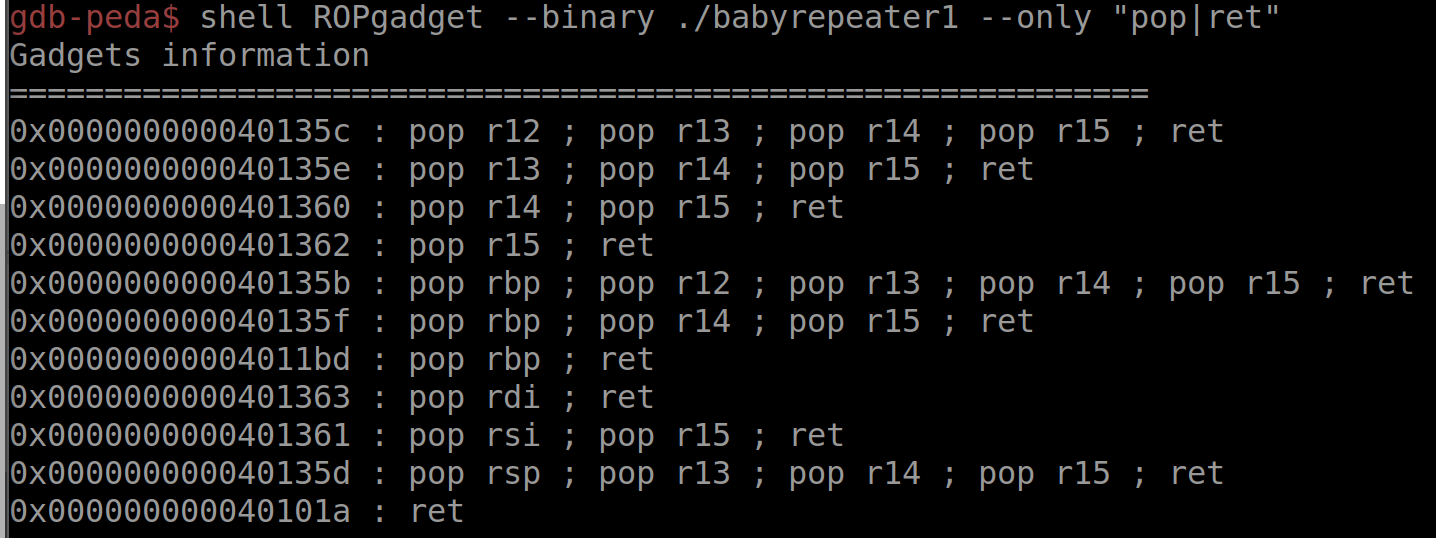 gdb-peda$ shell ROPgadget --binary ./babyrepeater1 --only "pop|ret"
Gadgets information
============================================================
0x000000000040135c : pop r12 ; pop r13 ; pop r14 ; pop r15 ; ret
0x000000000040135e : pop r13 ; pop r14 ; pop r15 ; ret
0x0000000000401360 : pop r14 ; pop r15 ; ret
0x0000000000401362 : pop r15 ; ret
0x000000000040135b : pop rbp ; pop r12 ; pop r13 ; pop r14 ; pop r15 ; ret
0x000000000040135f : pop rbp ; pop r14 ; pop r15 ; ret
0x00000000004011bd : pop rbp ; ret
0x0000000000401363 : pop rdi ; ret
0x0000000000401361 : pop rsi ; pop r15 ; ret
0x000000000040135d : pop rsp ; pop r13 ; pop r14 ; pop r15 ; ret
0x000000000040101a : ret